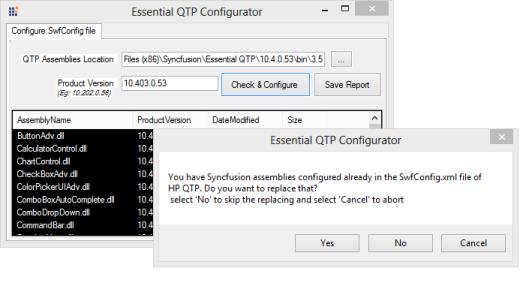 Essential QTP Configurator
Configure SwfConfig file
QTP Assemblies Location Files (x86)\Syncfusion\Essential QTP\10.4.0.53\bin\3.5 ...
Product Version 10.403.0.53 Check & Configure Save Report
(Eg: 10.202.0.56)
AssemblyName ProductVersion DateModified Size
ButtonAdv.dll 10.4
CalculatorControl.dll 10.4
ChartControl.dll 10.4
CheckBoxAdv.dll 10.4
ColorPickerUIAdv.dll 10.4
ComboBoxAutoComplete.dll 10.4
ComboDropDown.dll 10.4
CommandBar.dll 10.4
Essential QTP Configurator
You have Syncfusion assemblies configured already in the SwfConfig.xml file of
HP QTP. Do you want to replace that?
select 'No' to skip the replacing and select 'Cancel' to abort
Yes No Cancel